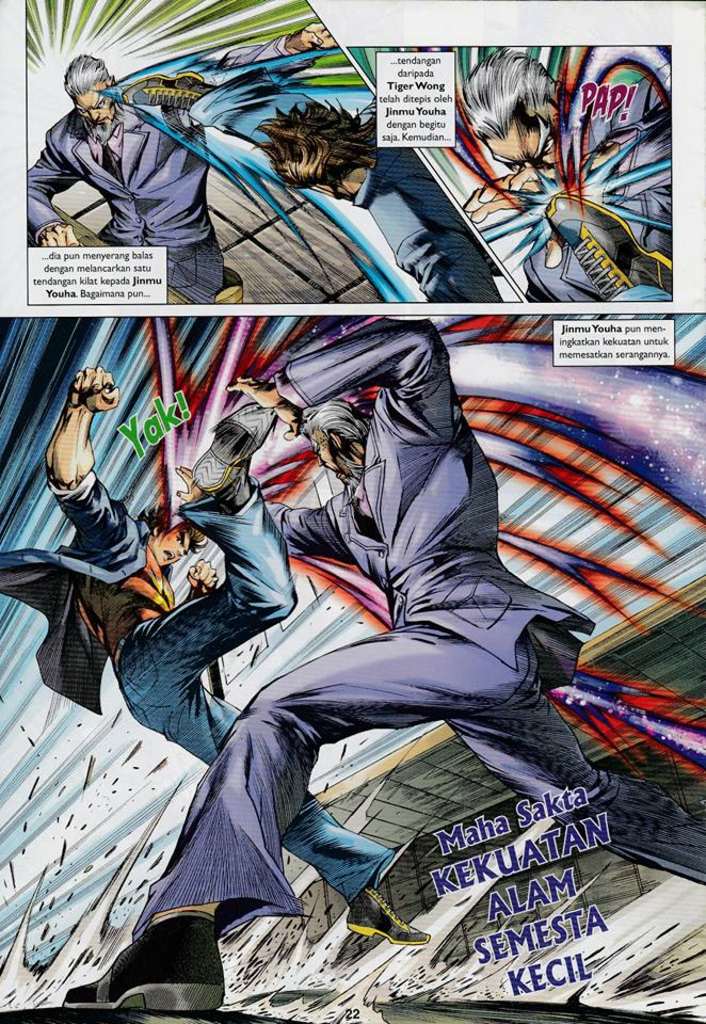 ...dia pun menyerang balas
dengan melancarkan satu
tendangan kilat kepada Jinmu
Youha. Bagaimana pun...
...tendangan
daripada
Tiger Wong
telah ditepis oleh
Jinmu Youha
dengan begitu
saja. Kemudian...
PAP!
Jinmu Youha pun men-
ingkatkan kekuatan untuk
memesatkan serangannya.
Yak!
Maha Sakta
KEKUATAN
ALAM
SEMESTA
KECIL
22